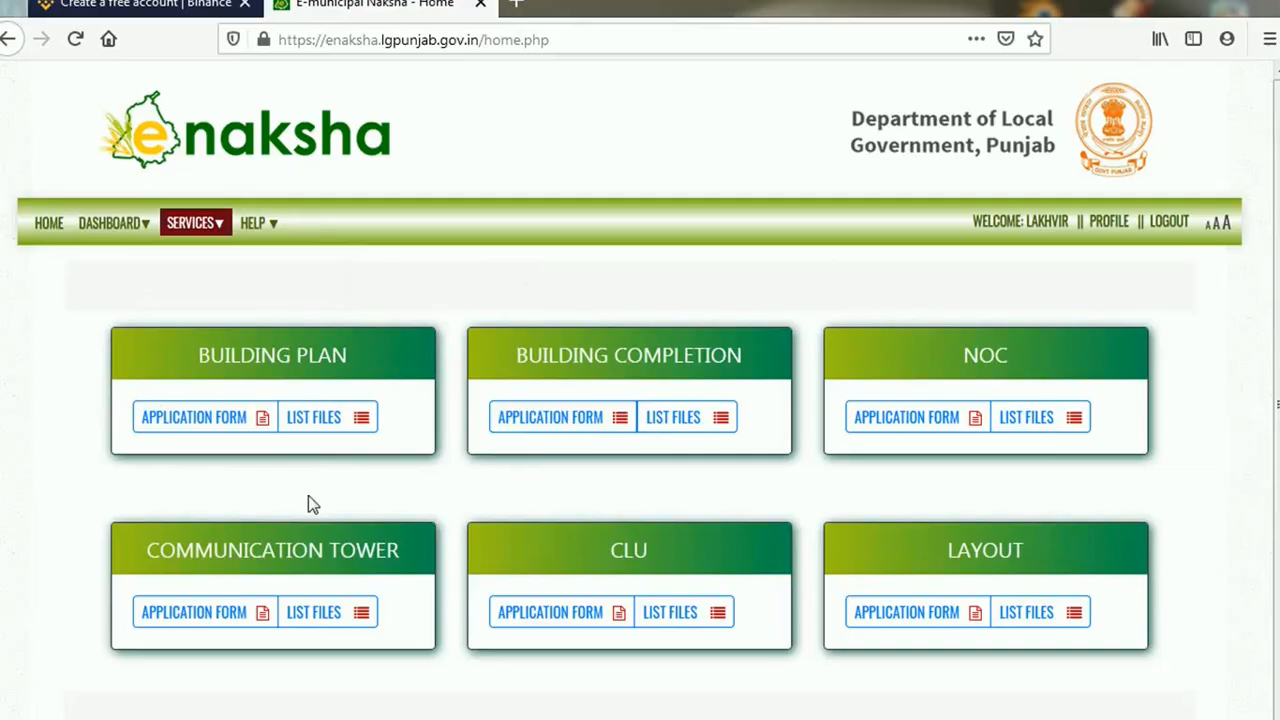 Create a free account | Binance
E-municipal Naksha - Home
https://enaksha.lgpunjab.gov.in/home.php
enaksha
Department of Local
Government, Punjab
HOME DASHBOARD▾ SERVICES▾ HELP ▾
WELCOME: LAKHVIR || PROFILE || LOGOUT A A A
BUILDING PLAN
APPLICATION FORM LIST FILES
BUILDING COMPLETION
APPLICATION FORM LIST FILES
NOC
APPLICATION FORM LIST FILES
COMMUNICATION TOWER
APPLICATION FORM LIST FILES
CLU
APPLICATION FORM LIST FILES
LAYOUT
APPLICATION FORM LIST FILES